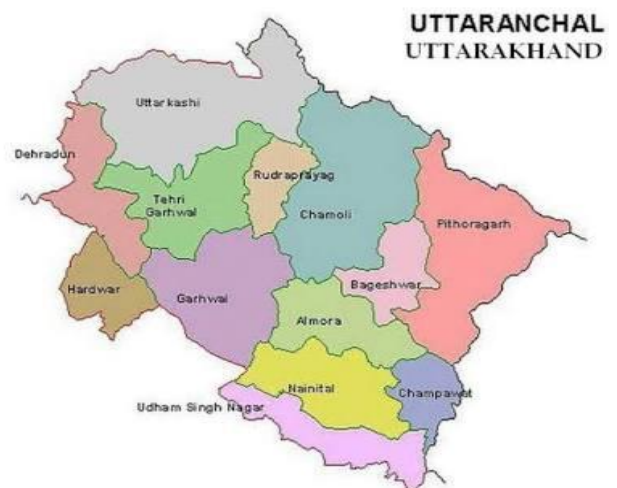 UTTARANCHAL
UTTARAKHAND
Uttarkashi
Dehradun
Rudraprayag
Tehri
Garhwal
Chamoli
Pithoragarh
Hardwar
Garhwal
Bageshwar
Almora
Nainital
Champawat
Udham Singh Nagar